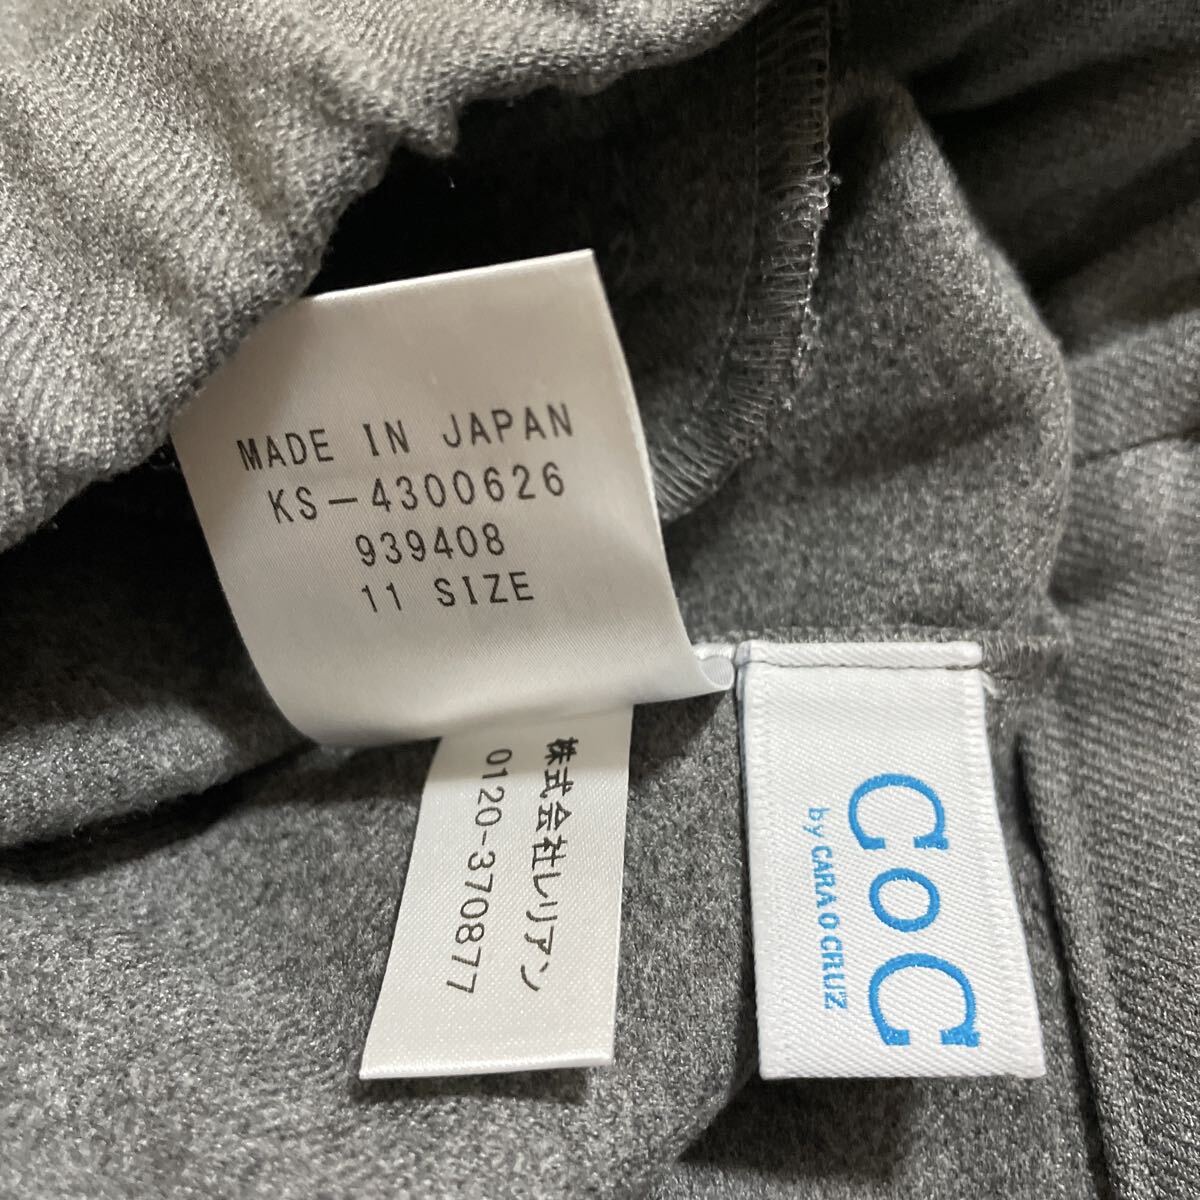 MADE IN JAPAN
KS-4300626
939408
11 SIZE
株式会社レリアン
0120-370877
CoC
by CARA O CRUZ